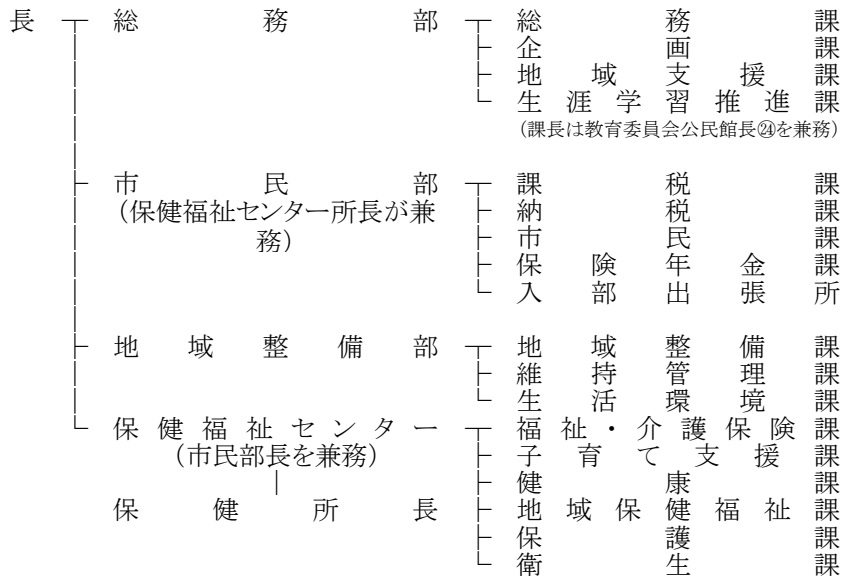 長 総務部 総務課
企画課
地域支援課
生涯学習推進課
(課長は教育委員会公民館長㉔を兼務)
市民部 課税課
(保健福祉センター所長が兼 納税課
務) 市民課
保険年金課
入部出張所
地域整備部 地域整備課
維持管理課
生活環境課
保健福祉センター 福祉・介護保険課
(市民部長を兼務) 子育て支援課
健康課
保健所長 地域保健福祉課
保護課
衛生課